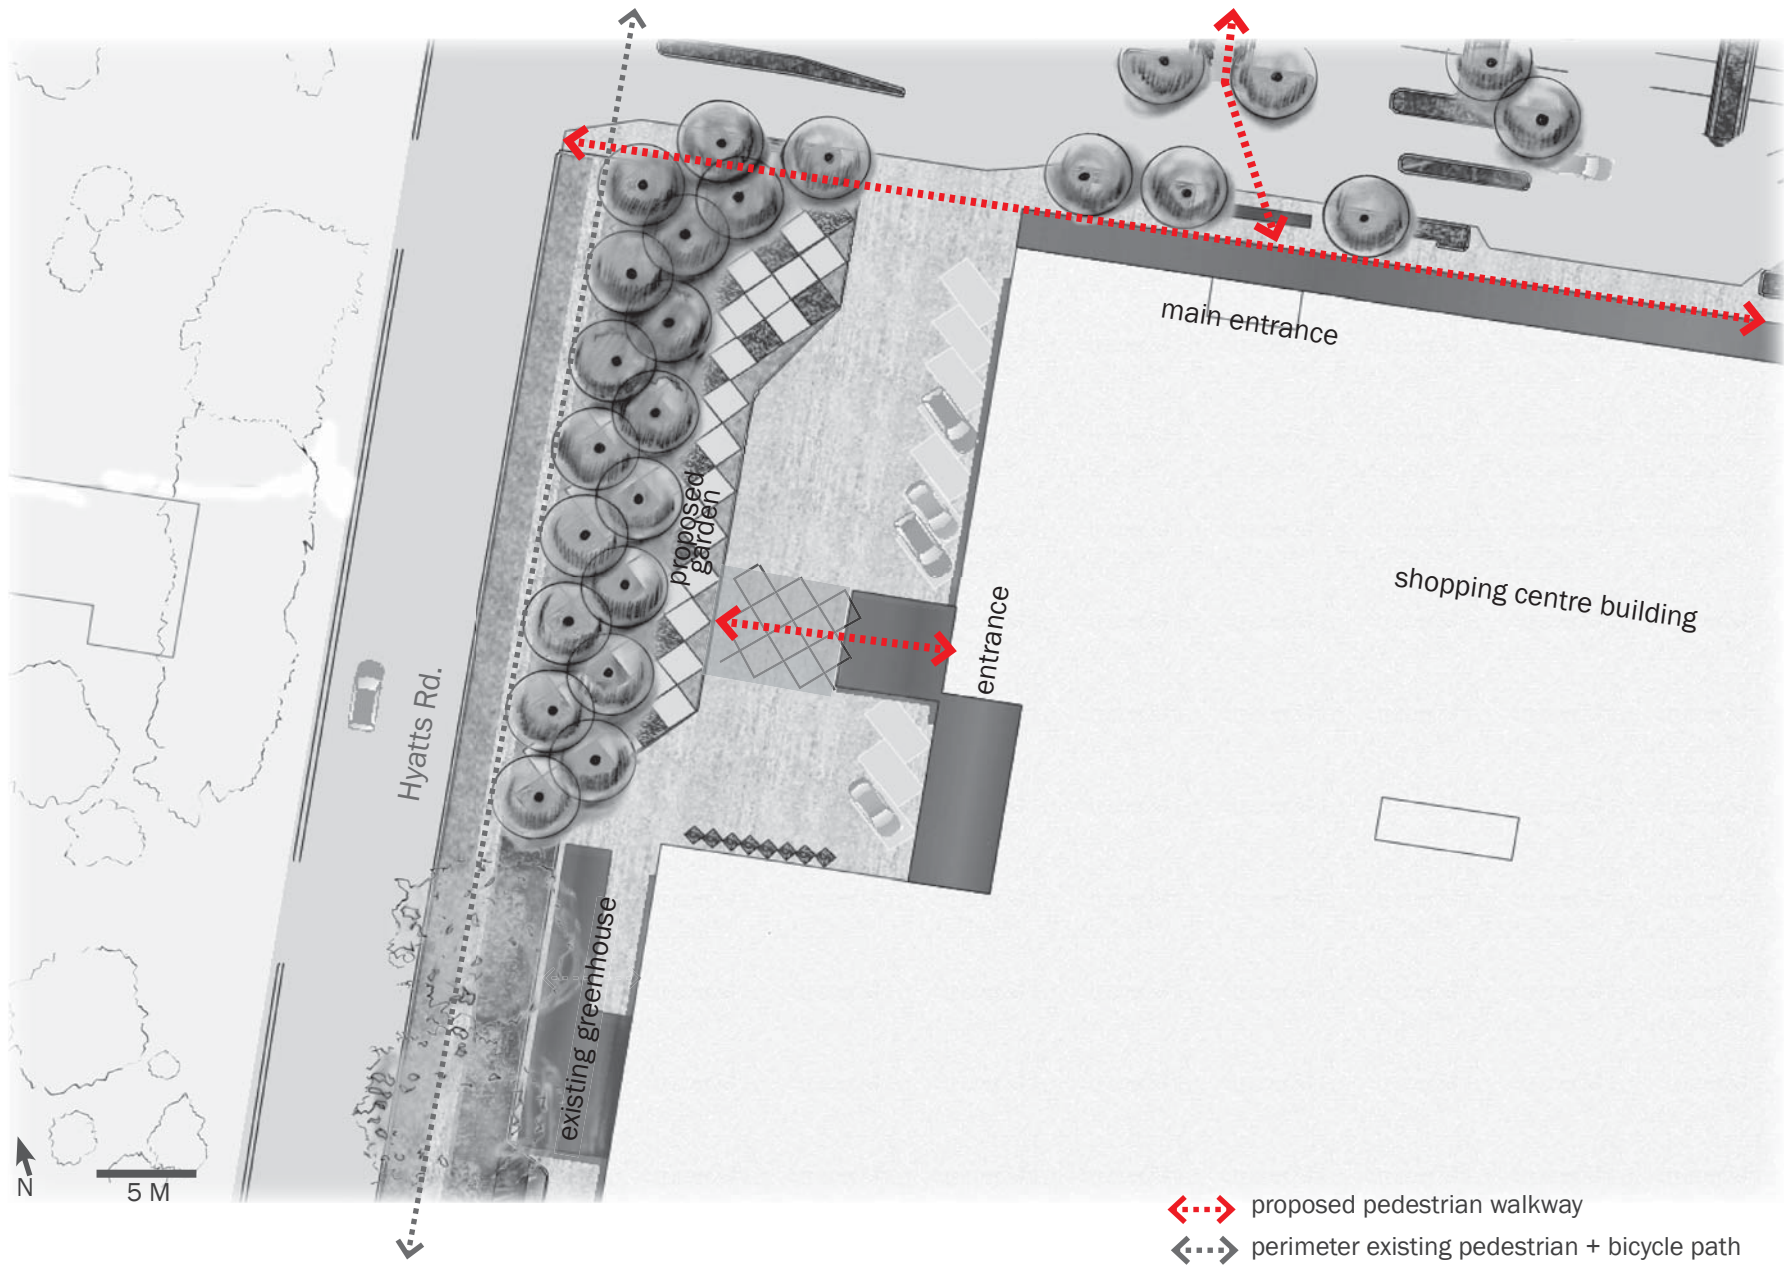 main entrance
shopping centre building
proposed
garden
entrance
Hyatts Rd.
existing greenhouse
N
5 M
proposed pedestrian walkway
perimeter existing pedestrian + bicycle path